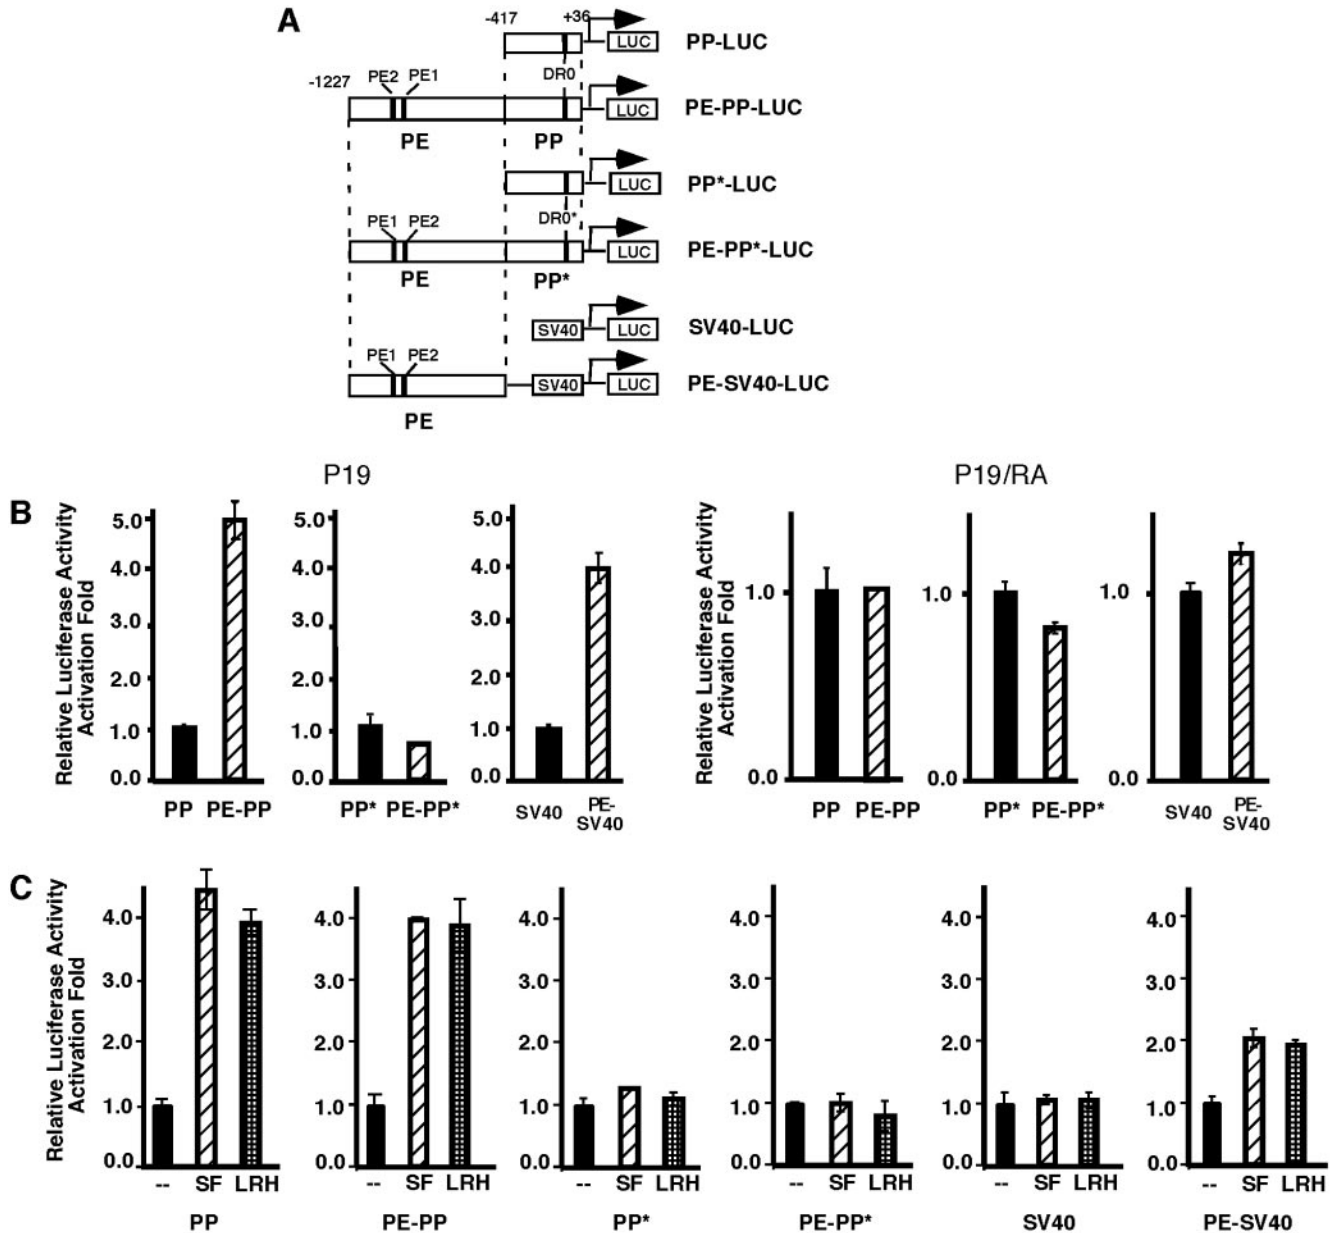 A
-417 +36
LUC PP-LUC
DR0
-1227 PE2 PE1
LUC PE-PP-LUC
PE PP
LUC PP*-LUC
DR0*
PE1 PE2
LUC PE-PP*-LUC
PE PP*
SV40 LUC SV40-LUC
PE1 PE2
SV40 LUC PE-SV40-LUC
PE
P19 P19/RA
B
Relative Luciferase Activity
Activation Fold
5.0
4.0
3.0
2.0
1.0
0.0
PP PE-PP
5.0
4.0
3.0
2.0
1.0
0.0
PP* PE-PP*
5.0
4.0
3.0
2.0
1.0
0.0
SV40 PE-
SV40
Relative Luciferase Activity
Activation Fold
1.0
0.0
PP PE-PP
1.0
0.0
PP* PE-PP*
1.0
0.0
SV40 PE-
SV40
C
Relative Luciferase Activity
Activation Fold
4.0
3.0
2.0
1.0
0.0
-- SF LRH
PP
4.0
3.0
2.0
1.0
0.0
-- SF LRH
PE-PP
4.0
3.0
2.0
1.0
0.0
-- SF LRH
PP*
4.0
3.0
2.0
1.0
0.0
-- SF LRH
PE-PP*
4.0
3.0
2.0
1.0
0.0
-- SF LRH
SV40
4.0
3.0
2.0
1.0
0.0
-- SF LRH
PE-SV40